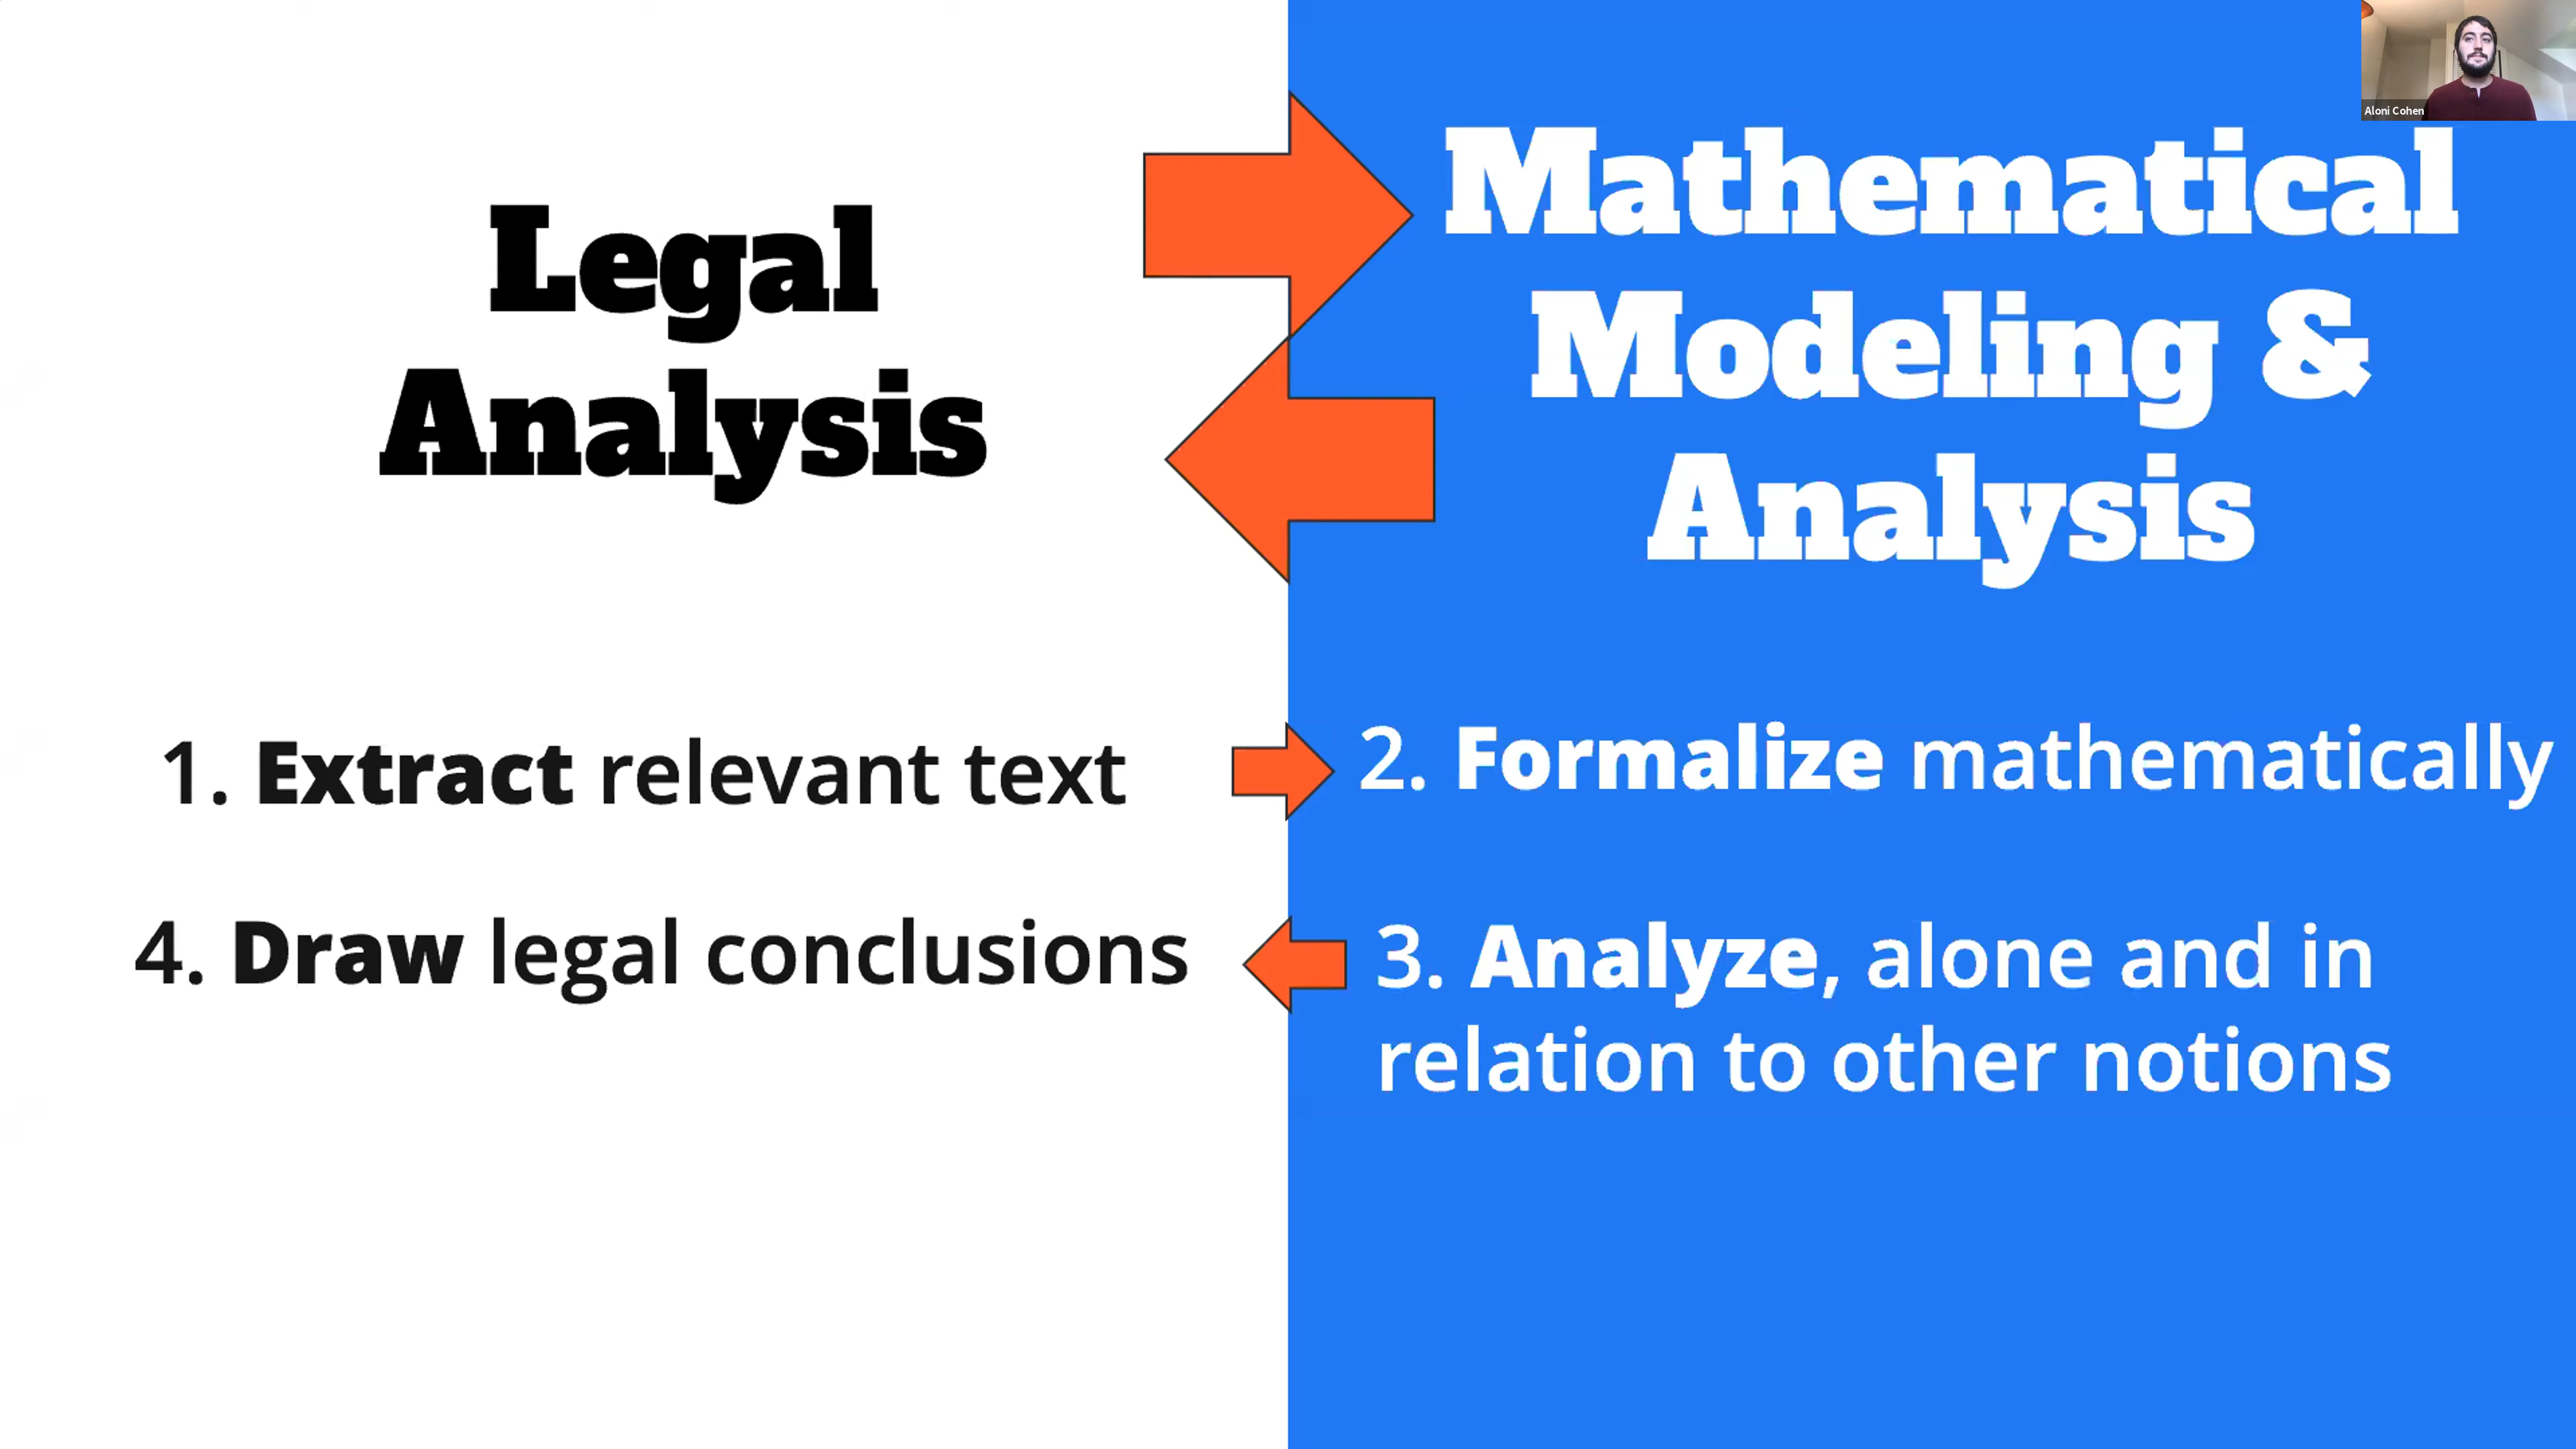 Aloni Cohen
Legal
Analysis
Mathematical
Modeling &
Analysis
1. Extract relevant text
2. Formalize mathematically
4. Draw legal conclusions
3. Analyze, alone and in
relation to other notions